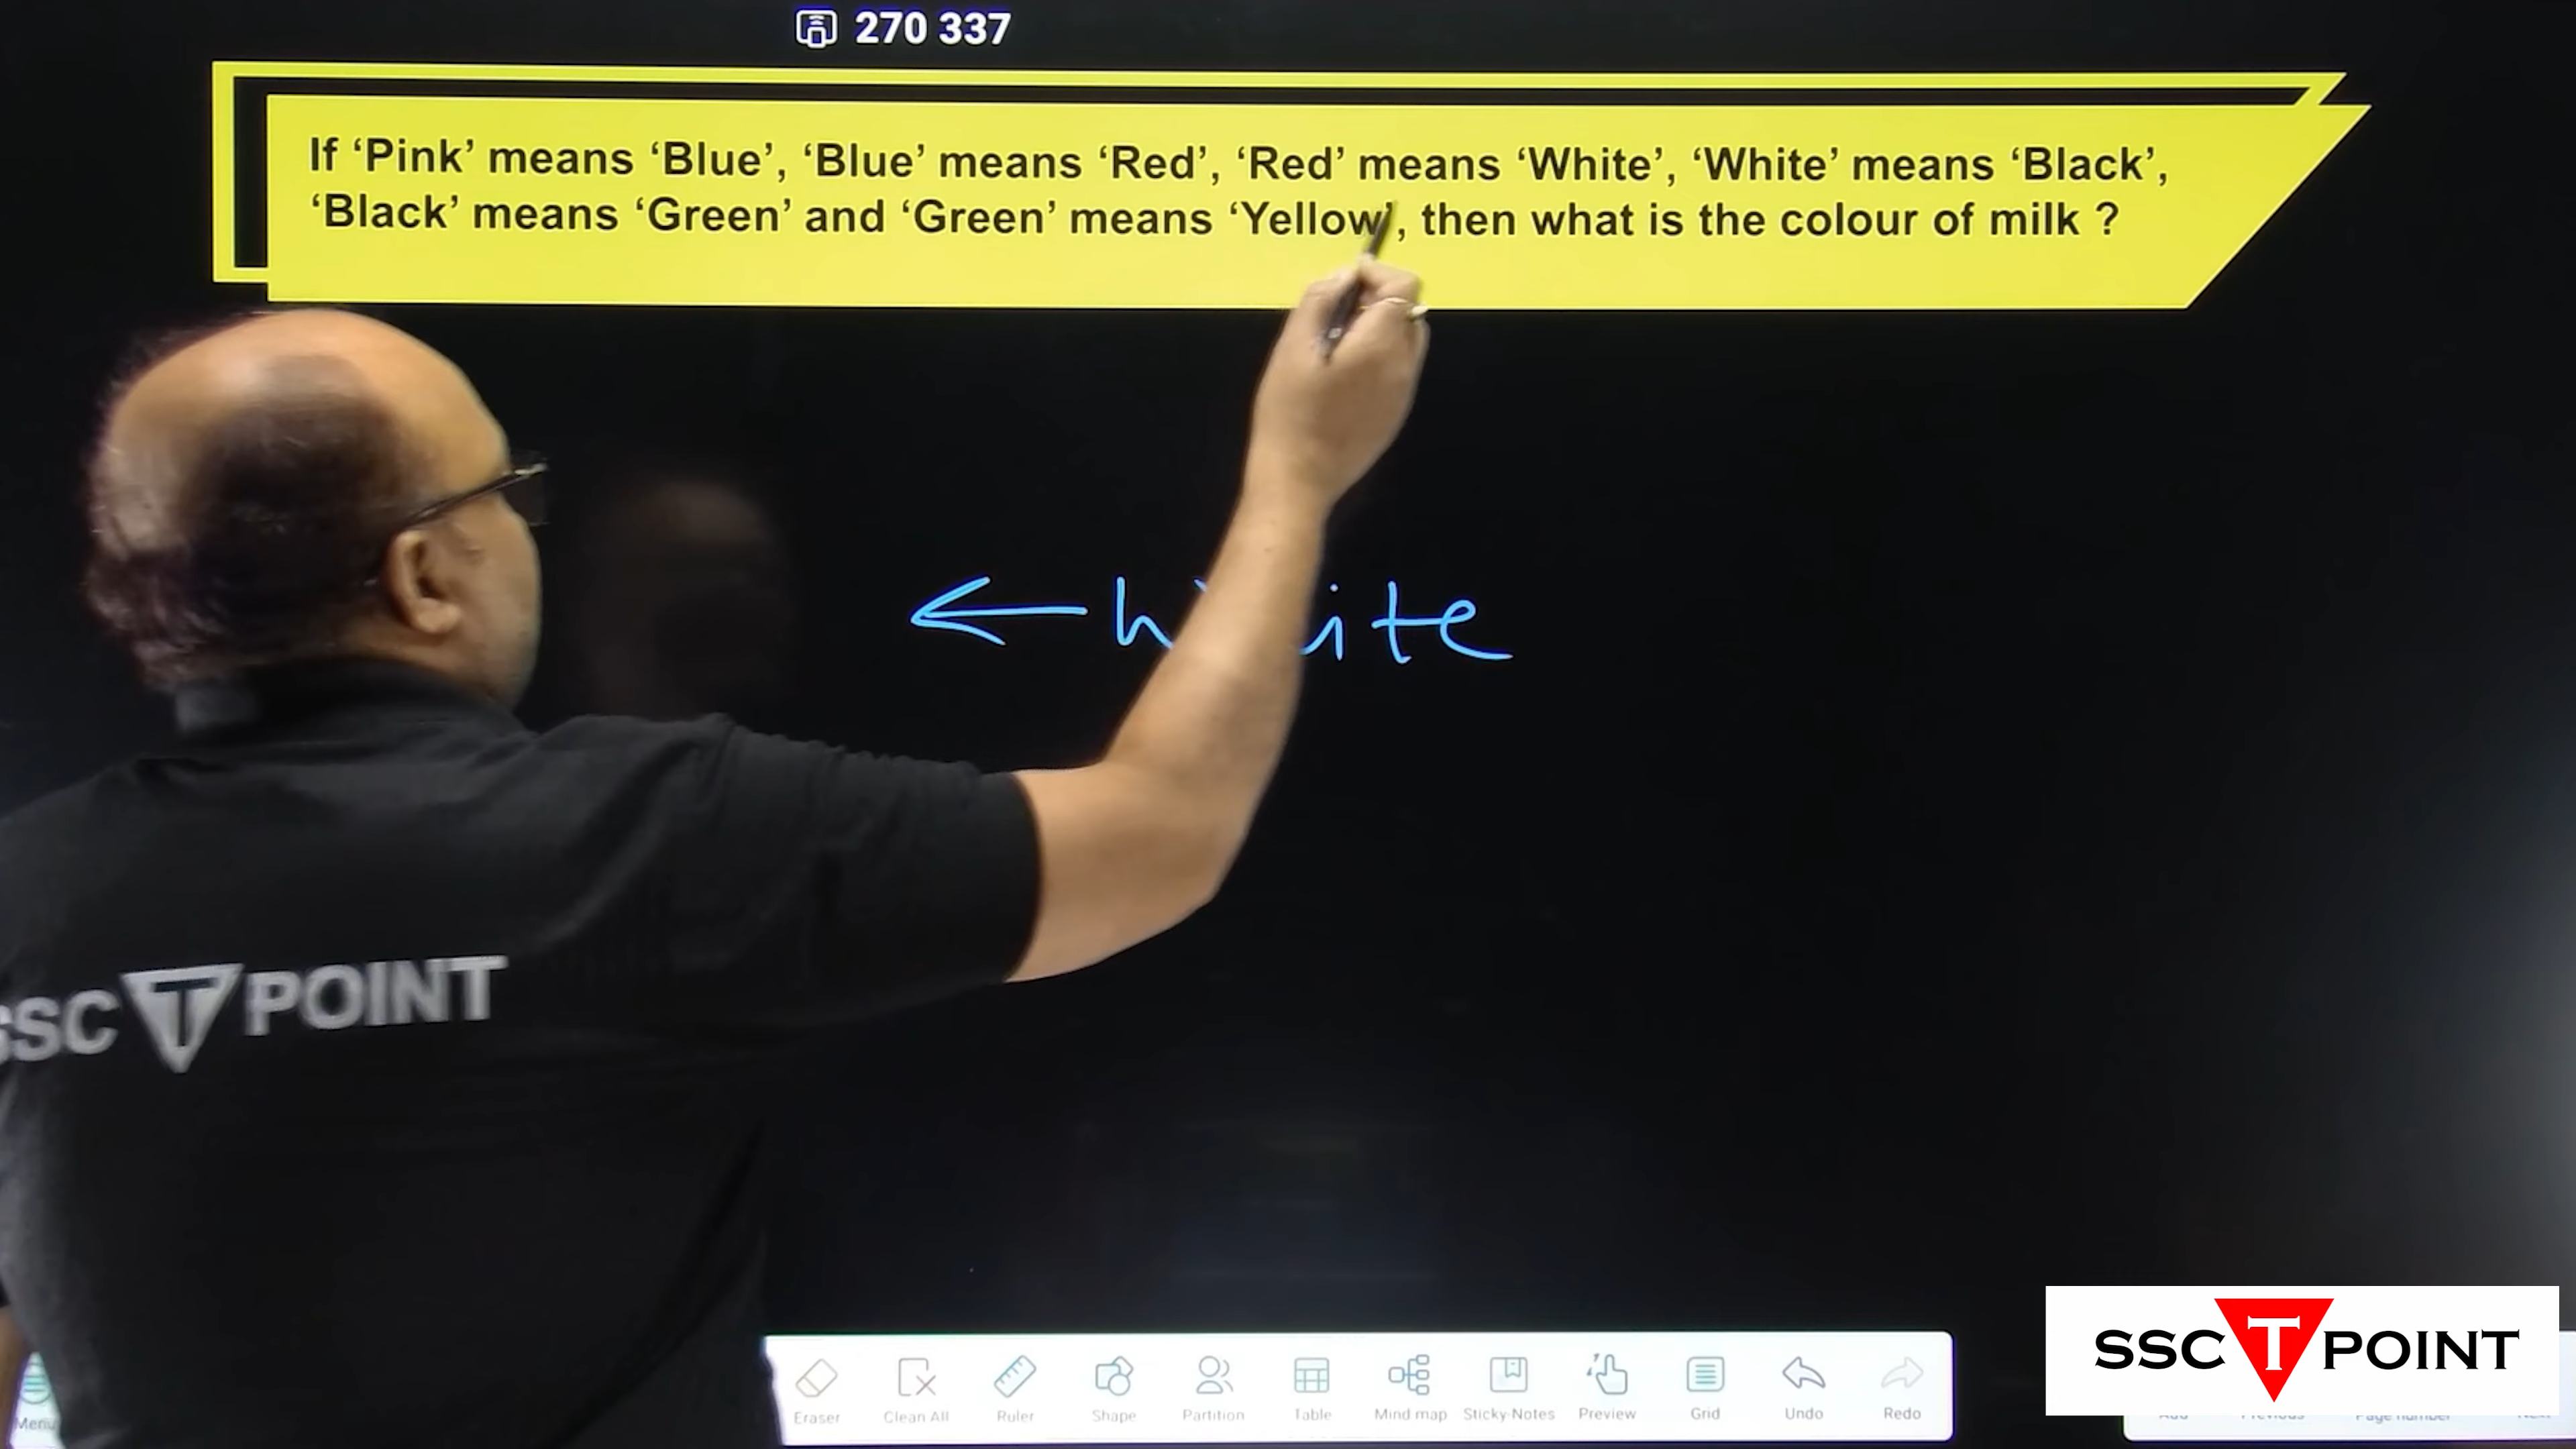 270 337
If ‘Pink’ means ‘Blue’, ‘Blue’ means ‘Red’, ‘Red’ means ‘White’, ‘White’ means ‘Black’,
‘Black’ means ‘Green’ and ‘Green’ means ‘Yellow’, then what is the colour of milk ?
SSC T POINT
Menu
Eraser
Clean All
Ruler
Shape
Partition
Table
Mind map
Sticky-Notes
Preview
Grid
Undo
Redo
SSC T POINT